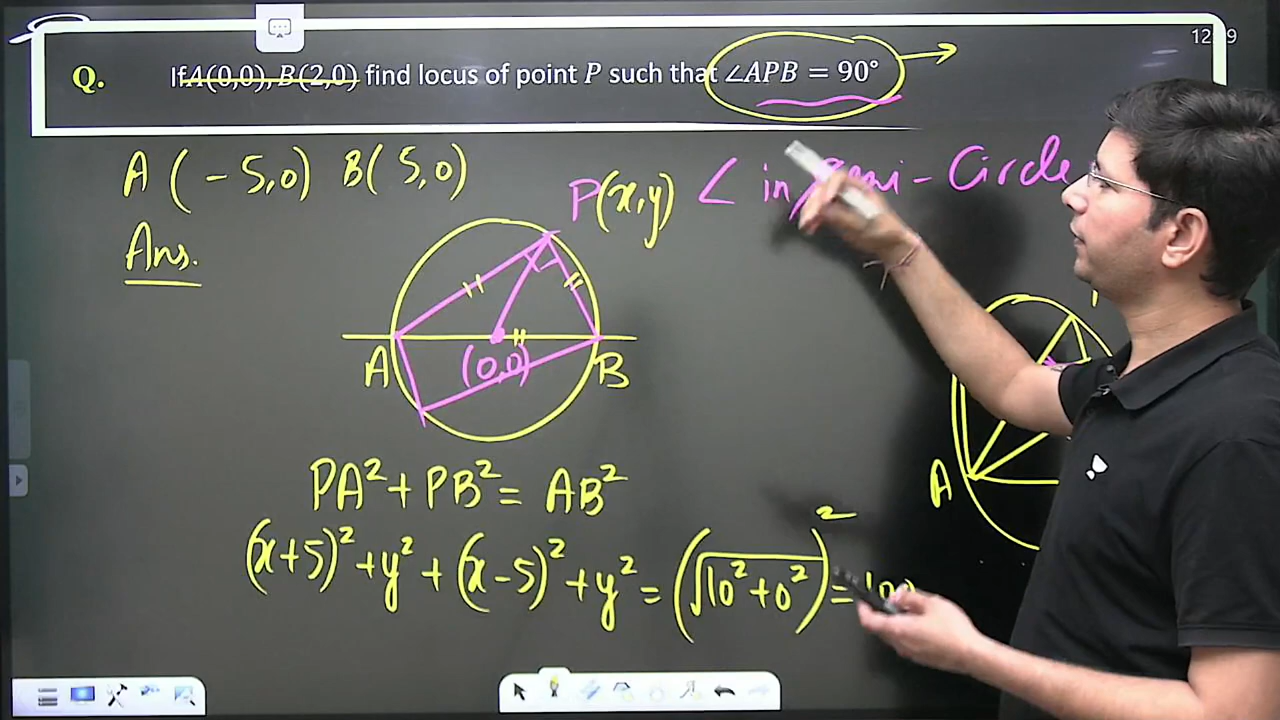 Q. If A(0,0), B(2,0) find locus of point P such that ∠APB = 90°
A (-5,0) B(5,0)
Ans.
P(x,y) ∠ in Semi-Circle
A (0,0) B
A
PA² + PB² = AB²
(x+5)² + y² + (x-5)² + y² = (√10² + 0²)² =